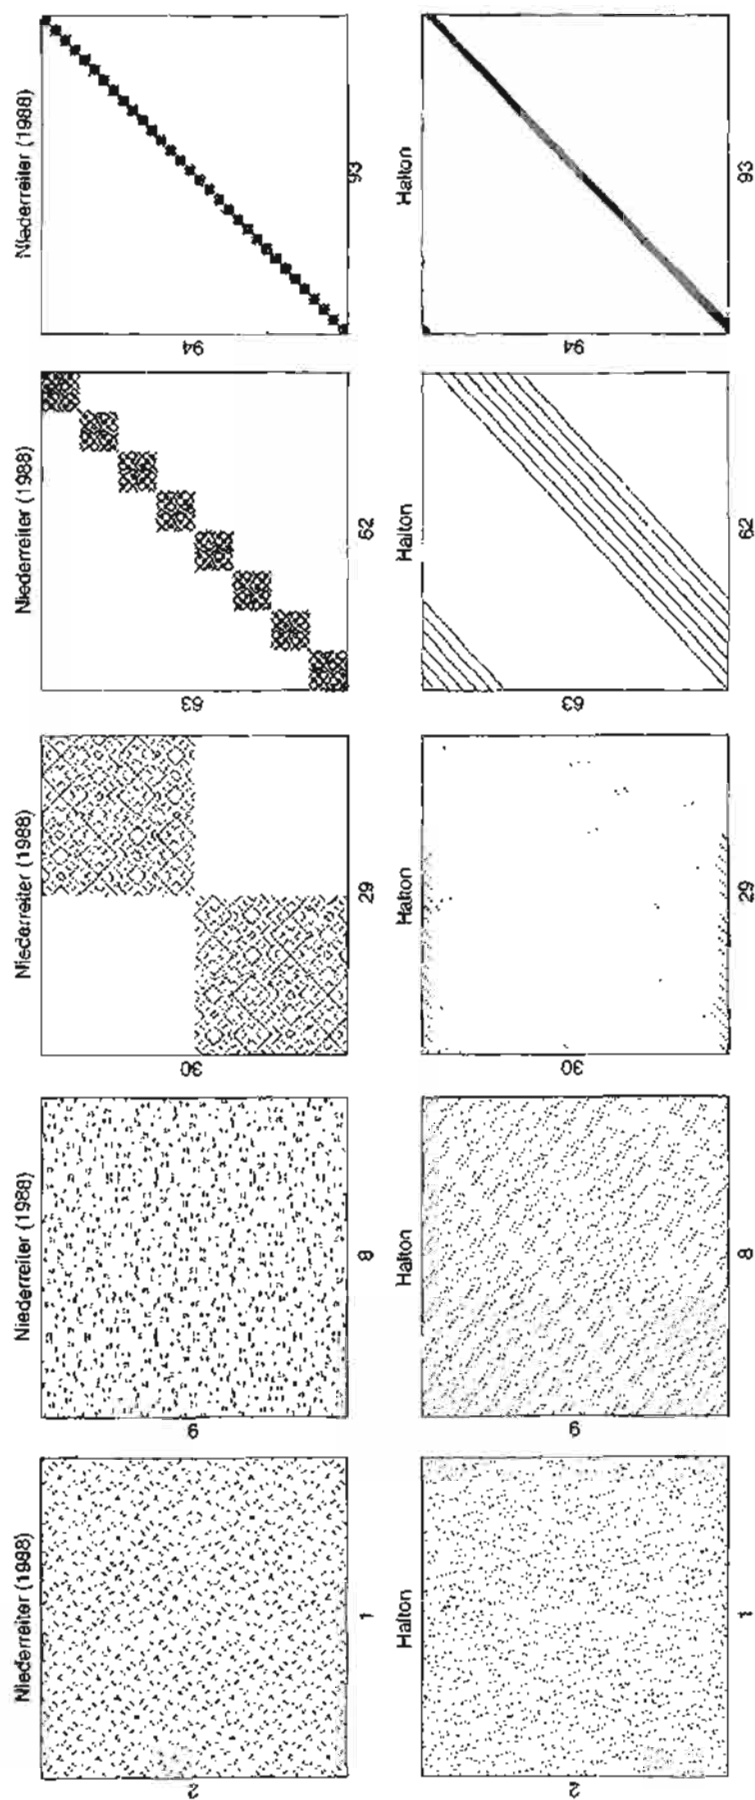 Niederreiter (1988)
2
1
Niederreiter (1988)
9
8
Niederreiter (1988)
30
29
Niederreiter (1988)
63
62
Niederreiter (1988)
94
93
Halton
2
1
Halton
9
8
Halton
30
29
Halton
63
62
Halton
94
93